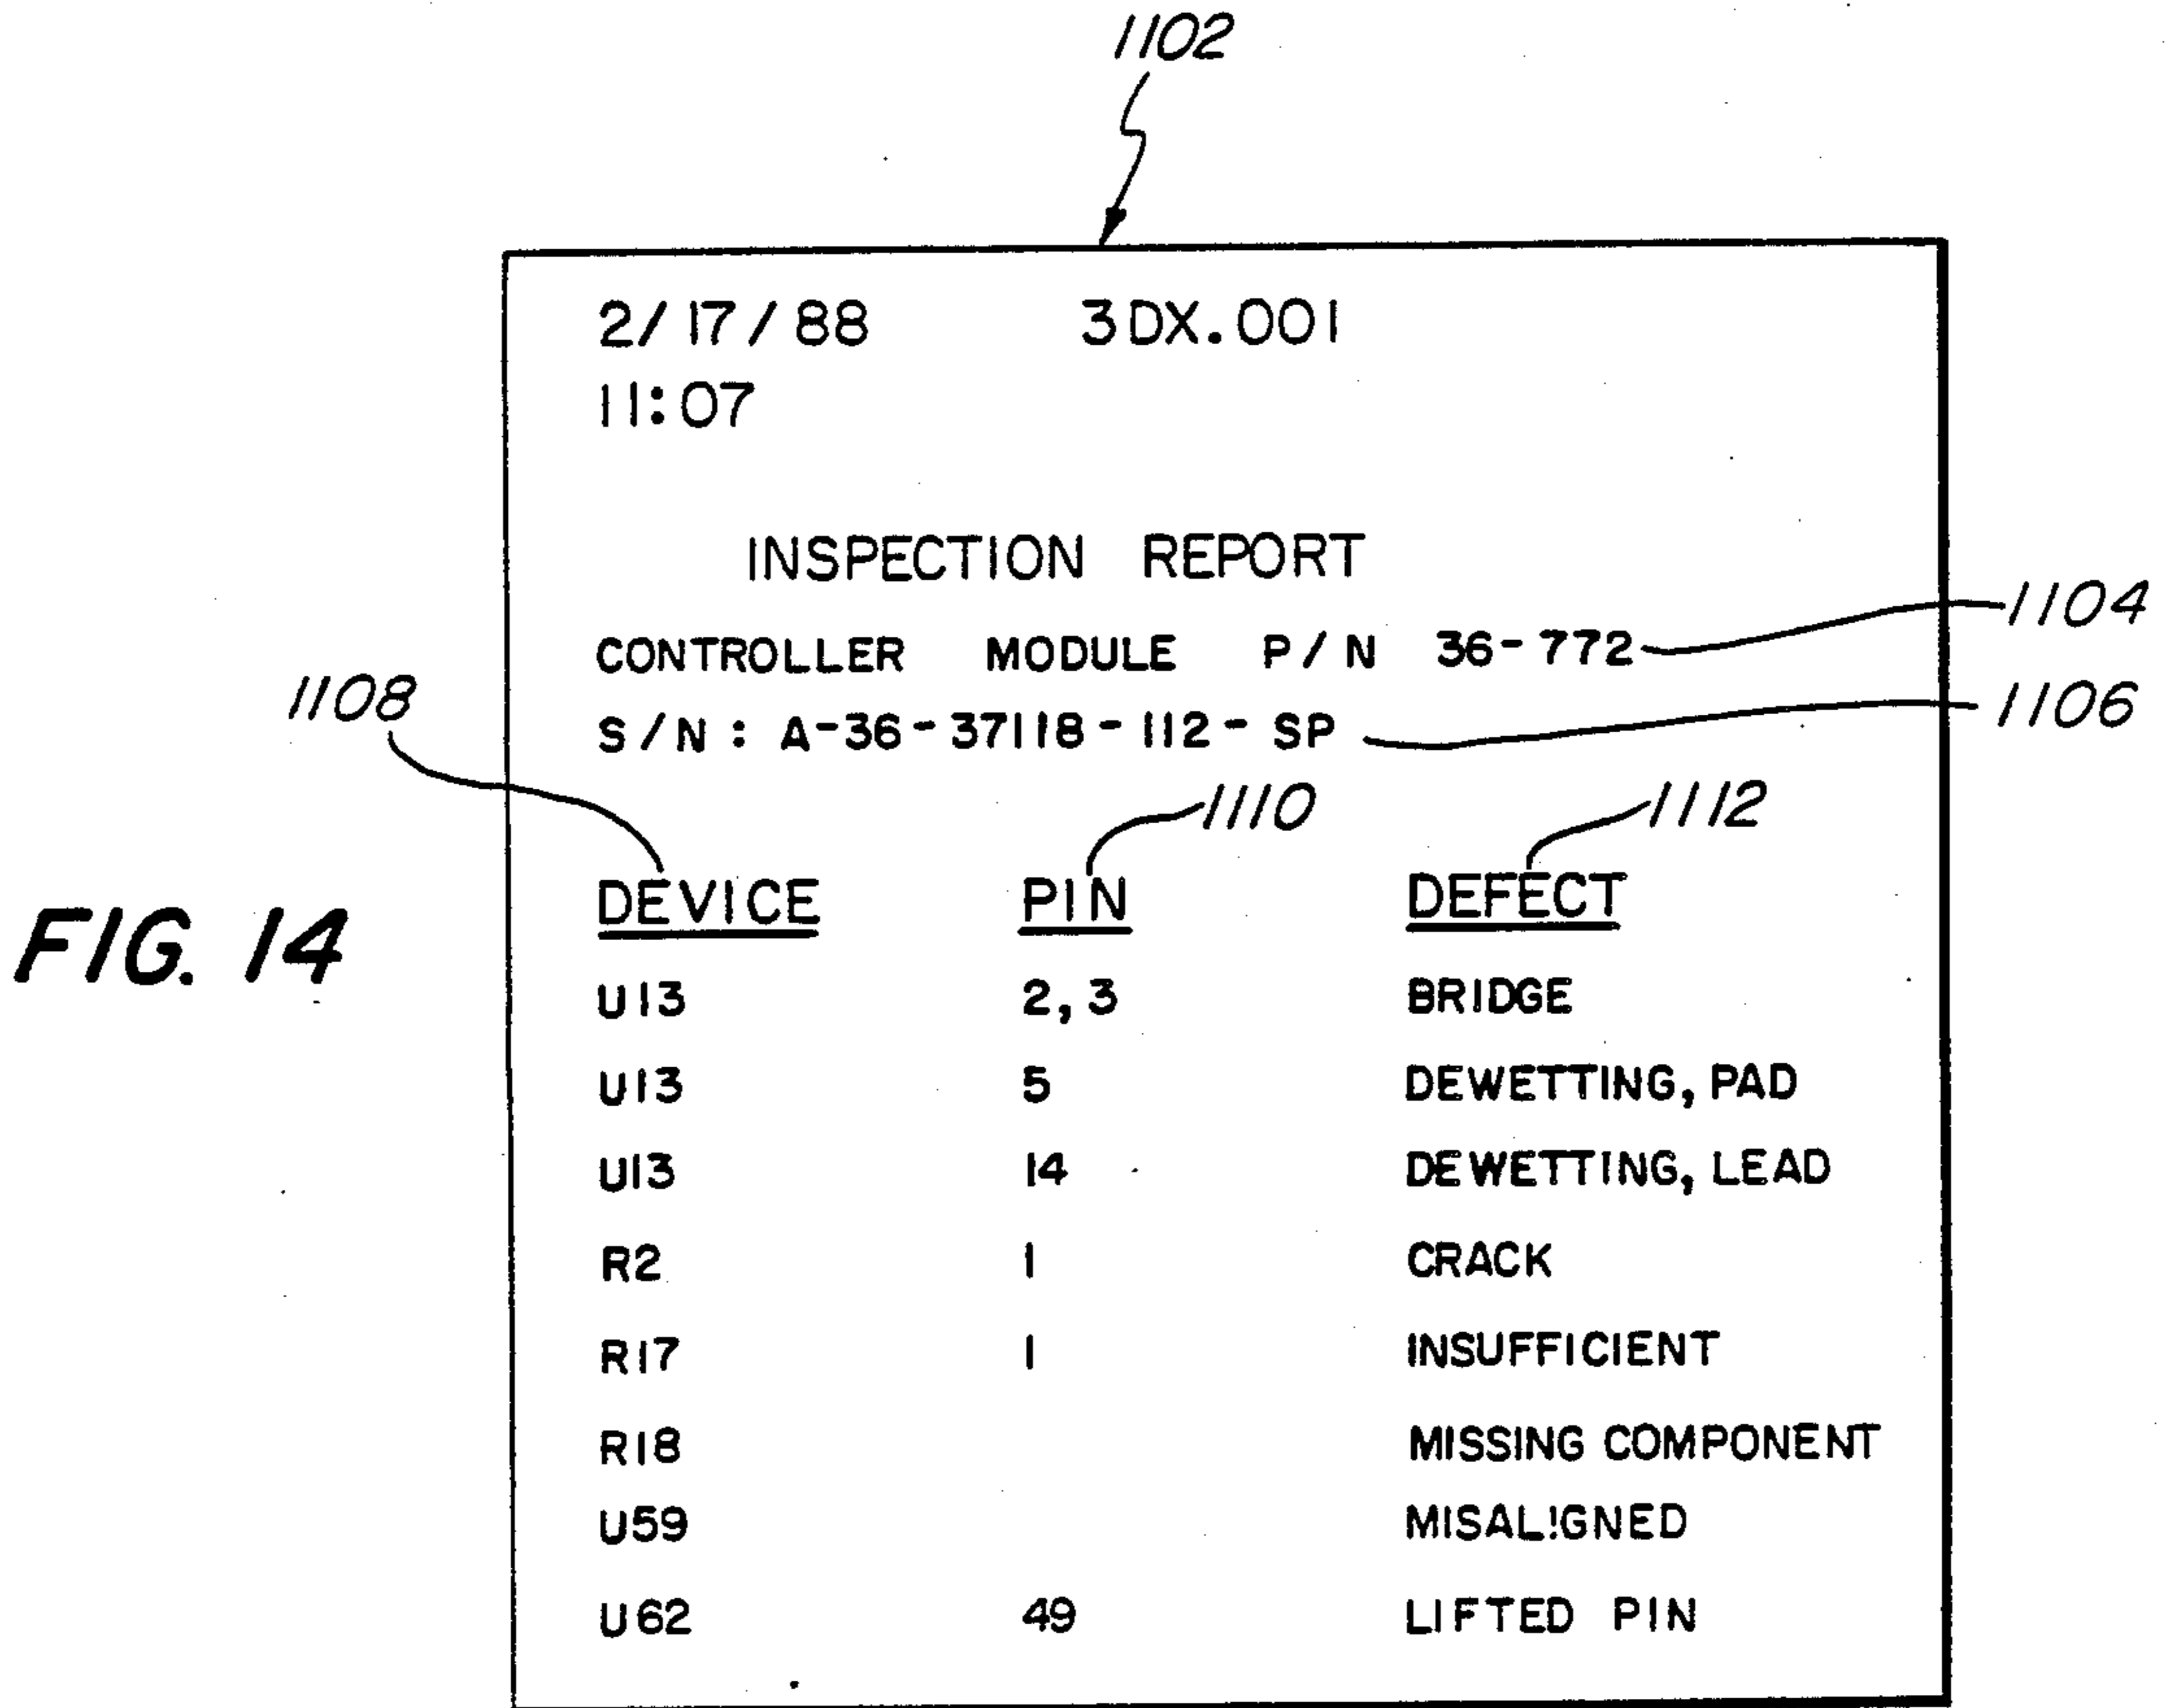 1102
2/17/88 3DX.001
11:07
INSPECTION REPORT
CONTROLLER MODULE P/N 36-772 1104
S/N: A-36-37118-112-SP 1106
1108
1110 1112
DEVICE PIN DEFECT
FIG. 14
U13 2,3 BRIDGE
U13 5 DEWETTING, PAD
U13 14 DEWETTING, LEAD
R2 1 CRACK
R17 1 INSUFFICIENT
R18 MISSING COMPONENT
U59 MISALIGNED
U62 49 LIFTED PIN